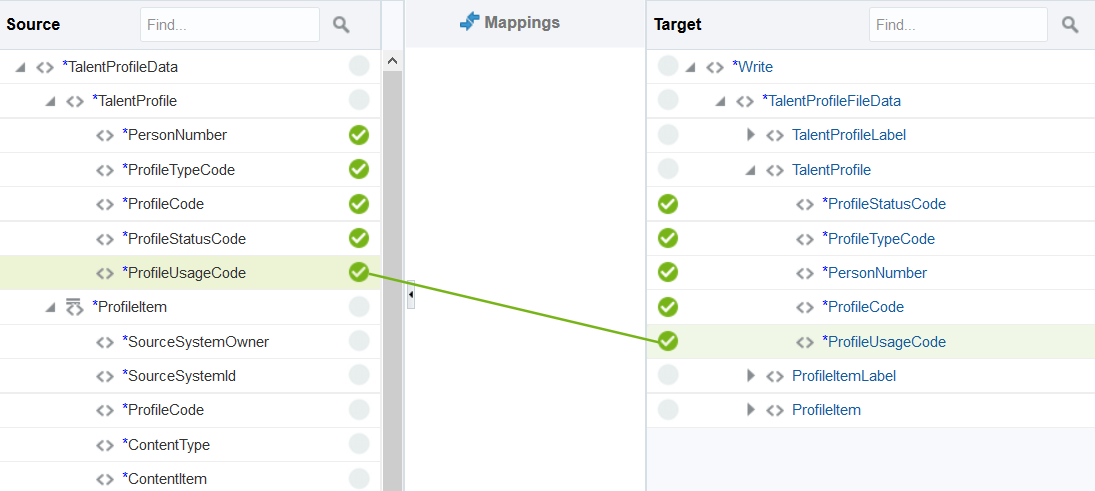 Source
Find...
Mappings
Target
Find...
*TalentProfileData
*TalentProfile
*PersonNumber
*ProfileTypeCode
*ProfileCode
*ProfileStatusCode
*ProfileUsageCode
*ProfileItem
*SourceSystemOwner
*SourceSystemId
*ProfileCode
*ContentType
*ContentItem
*Write
*TalentProfileFileData
TalentProfileLabel
TalentProfile
*ProfileStatusCode
*ProfileTypeCode
*PersonNumber
*ProfileCode
*ProfileUsageCode
ProfileItemLabel
ProfileItem